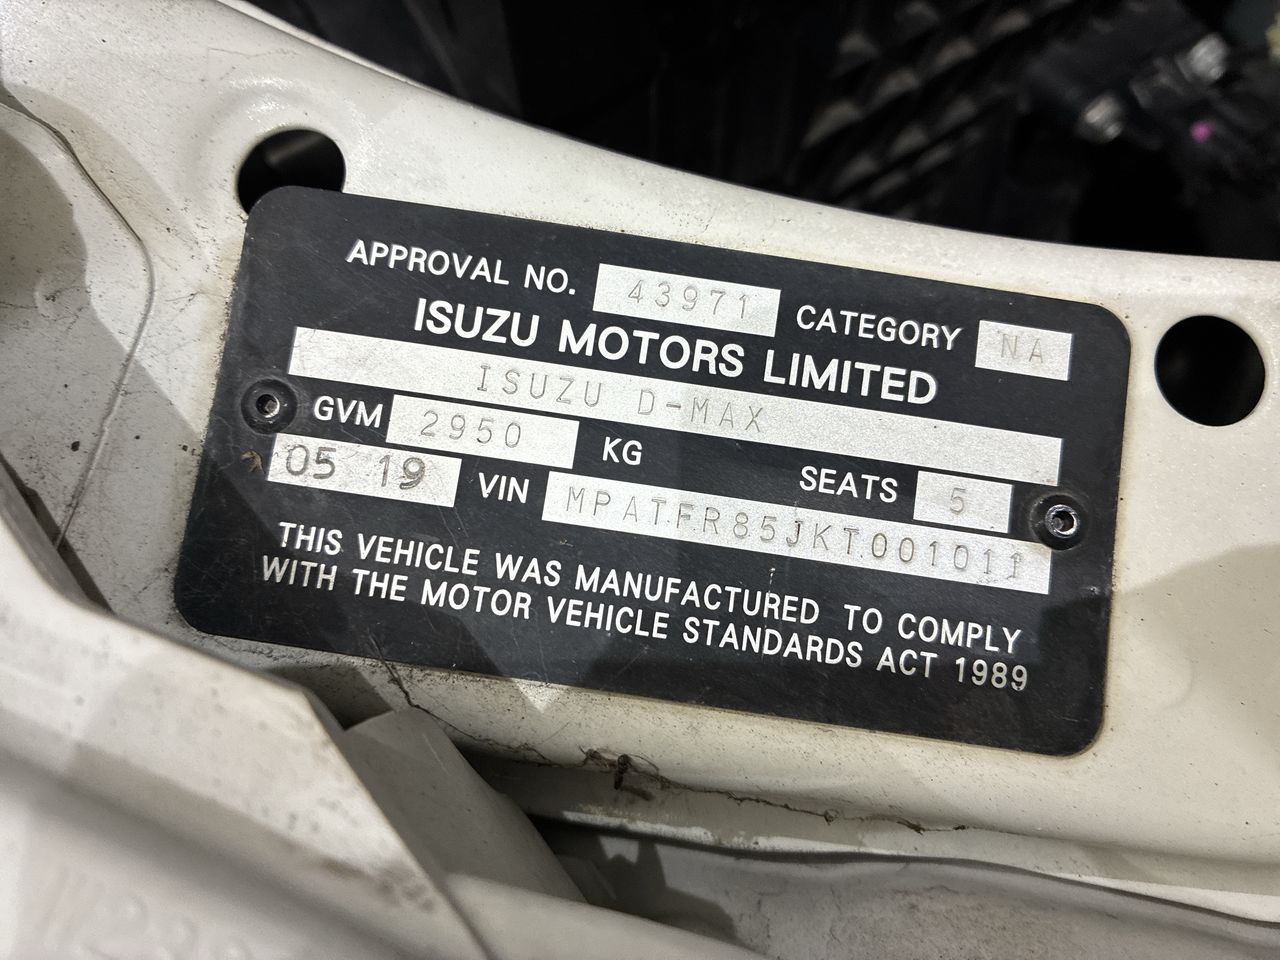 APPROVAL NO. 43971 CATEGORY NA
ISUZU MOTORS LIMITED
ISUZU D-MAX
GVM 2950 KG SEATS 5
05 19 VIN MPATFR85JKT001011
THIS VEHICLE WAS MANUFACTURED TO COMPLY
WITH THE MOTOR VEHICLE STANDARDS ACT 1989